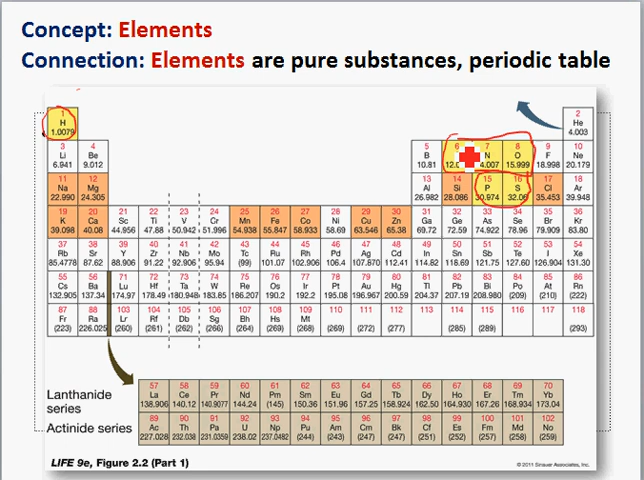 Concept: Elements
Connection: Elements are pure substances, periodic table
1 2
H He
1.0079 4.003
3 4 5 6 7 8 9 10
Li Be B N O F Ne
6.941 9.012 10.81 15.999 18.998 20.179
11 12 13 14 15 16 17 18
Na Mg Al Si P S Cl Ar
22.990 24.305 26.982 28.086 30.974 32.06 35.453 39.948
19 20 21 22 23 24 25 26 27 28 29 30 31 32 33 34 35 36
K Ca Sc Ti V Cr Mn Fe Co Ni Cu Zn Ga Ge As Se Br Kr
39.098 40.08 44.956 47.88 50.942 51.996 54.938 55.847 58.933 58.69 63.546 65.38 69.72 72.59 74.922 78.96 79.909 83.80
37 38 39 40 41 42 43 44 45 46 47 48 49 50 51 52 53 54
Rb Sr Y Zr Nb Mo Tc Ru Rh Pd Ag Cd In Sn Sb Te I Xe
85.4778 87.62 88.906 91.22 92.906 95.94 (99) 101.07 102.906 106.4 107.870 112.41 114.82 118.69 121.75 127.60 126.904 131.30
55 56 71 72 73 74 75 76 77 78 79 80 81 82 83 84 85 86
Cs Ba Lu Hf Ta W Re Os Ir Pt Au Hg Tl Pb Bi Po At Rn
132.905 137.34 174.97 178.49 180.948 183.85 186.207 190.2 192.2 195.08 196.967 200.59 204.37 207.19 208.980 (209) (210) (222)
87 88 103 104 105 106 107 108 109 110 111 112 113 114 115 116 117 118
Fr Ra Lr Rf Db Sg Bh Hs Mt
(223) 226.025 (260) (261) (262) (266) (264) (269) (268) (269) (272) (277) (285) (289) (293)
57 58 59 60 61 62 63 64 65 66 67 68 69 70
Lanthanide La Ce Pr Nd Pm Sm Eu Gd Tb Dy Ho Er Tm Yb
series 138.906 140.12 140.9077 144.24 (145) 150.36 151.96 157.25 158.924 162.50 164.930 167.26 168.934 173.04
89 90 91 92 93 94 95 96 97 98 99 100 101 102
Actinide series Ac Th Pa U Np Pu Am Cm Bk Cf Es Fm Md No
227.028 232.038 231.0359 238.02 237.0482 (244) (243) (247) (247) (251) (252) (257) (258) (259)
LIFE 9e, Figure 2.2 (Part 1)
© 2011 Sinauer Associates, Inc.